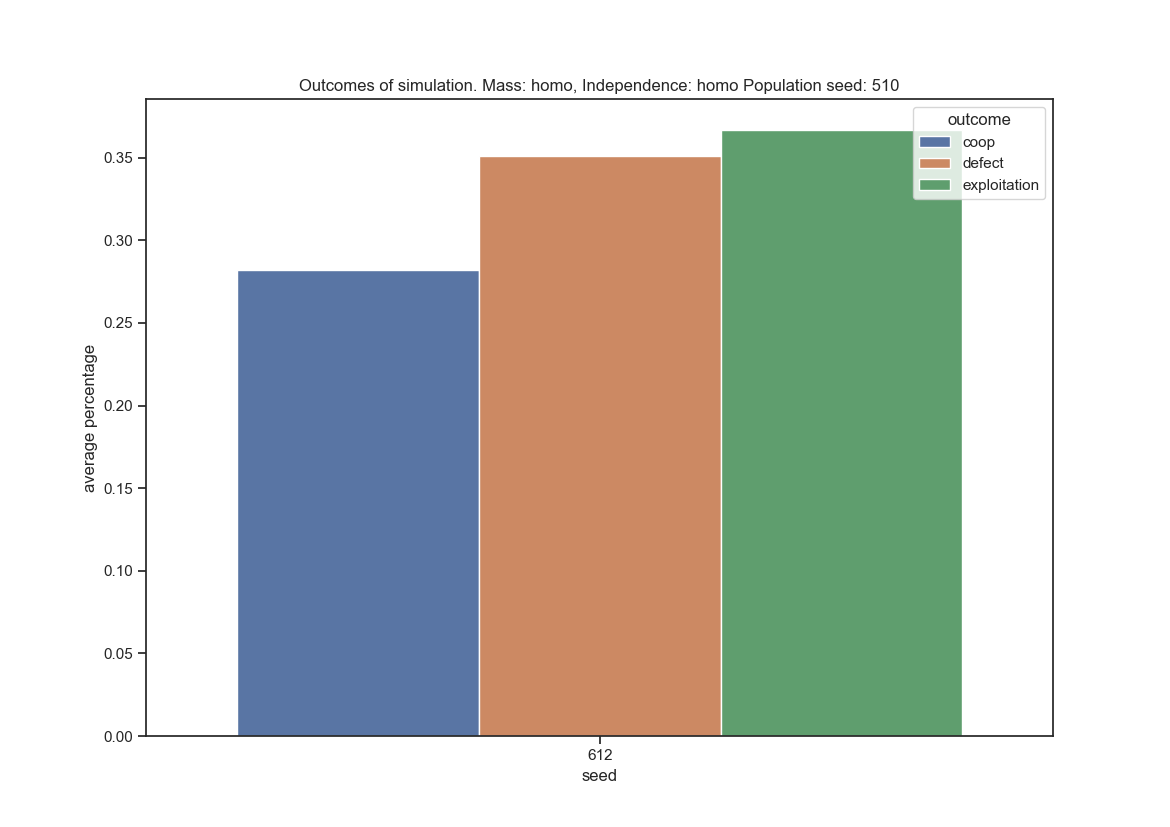 Outcomes of simulation. Mass: homo, Independence: homo Population seed: 510
outcome
coop
defect
exploitation
0.35
0.30
0.25
0.20
0.15
0.10
0.05
0.00
average percentage
612
seed